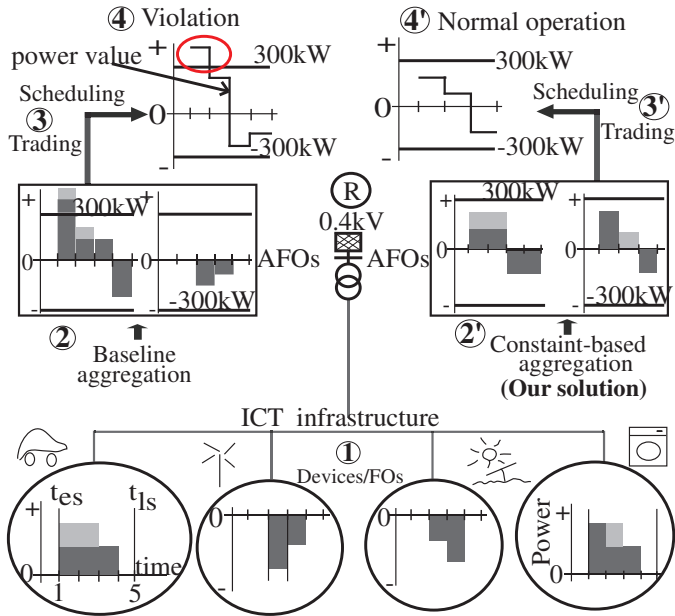 ④ Violation
④' Normal operation
+
300kW
power value
0
-300kW
-
+
300kW
0
-300kW
-
Scheduling
③
Trading
Scheduling
③'
Trading
+
300kW
0
-
-300kW
AFOs
R
0.4kV
AFOs
300kW
+
0
-
-300kW
②
Baseline
aggregation
②'
Constaint-based
aggregation
(Our solution)
ICT infrastructure
①
Devices/FOs
tes
tls
+
0
time
1
5
0
-
0
-
Power
+
0